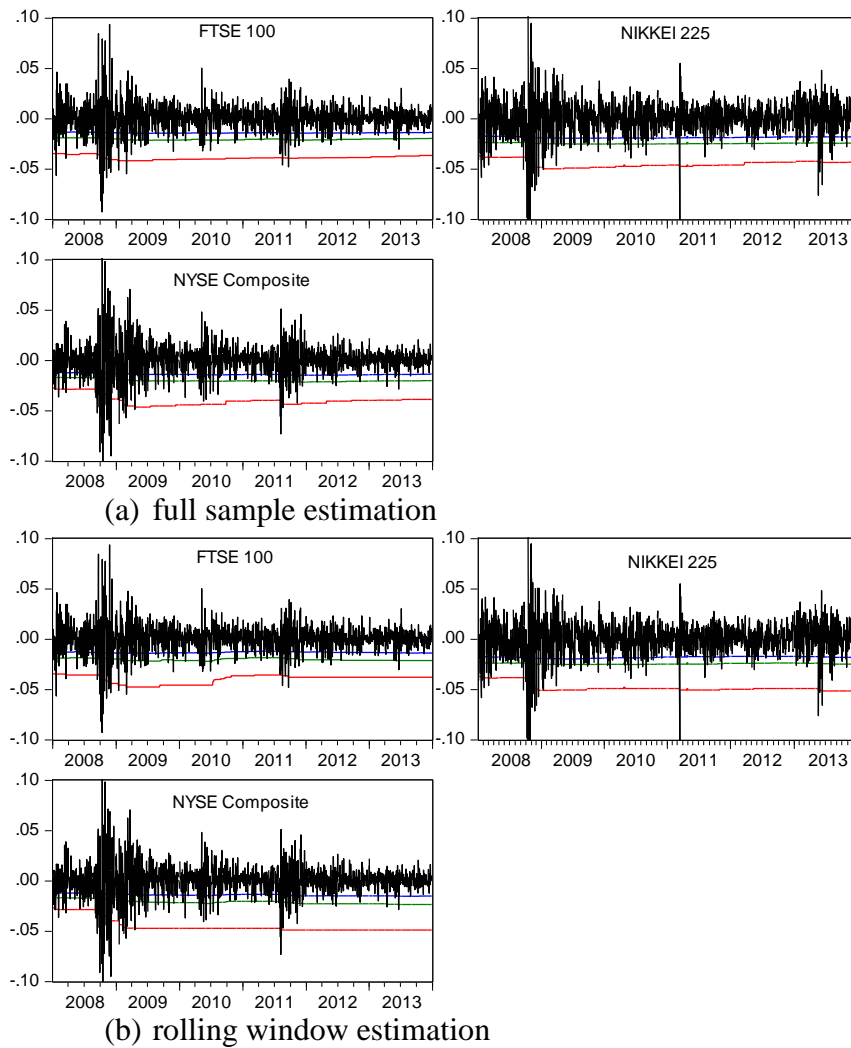 FTSE 100
.10
.05
.00
-.05
-.10
2008 2009 2010 2011 2012 2013
NIKKEI 225
.10
.05
.00
-.05
-.10
2008 2009 2010 2011 2012 2013
NYSE Composite
.10
.05
.00
-.05
-.10
2008 2009 2010 2011 2012 2013
(a) full sample estimation
FTSE 100
.10
.05
.00
-.05
-.10
2008 2009 2010 2011 2012 2013
NIKKEI 225
.10
.05
.00
-.05
-.10
2008 2009 2010 2011 2012 2013
NYSE Composite
.10
.05
.00
-.05
-.10
2008 2009 2010 2011 2012 2013
(b) rolling window estimation